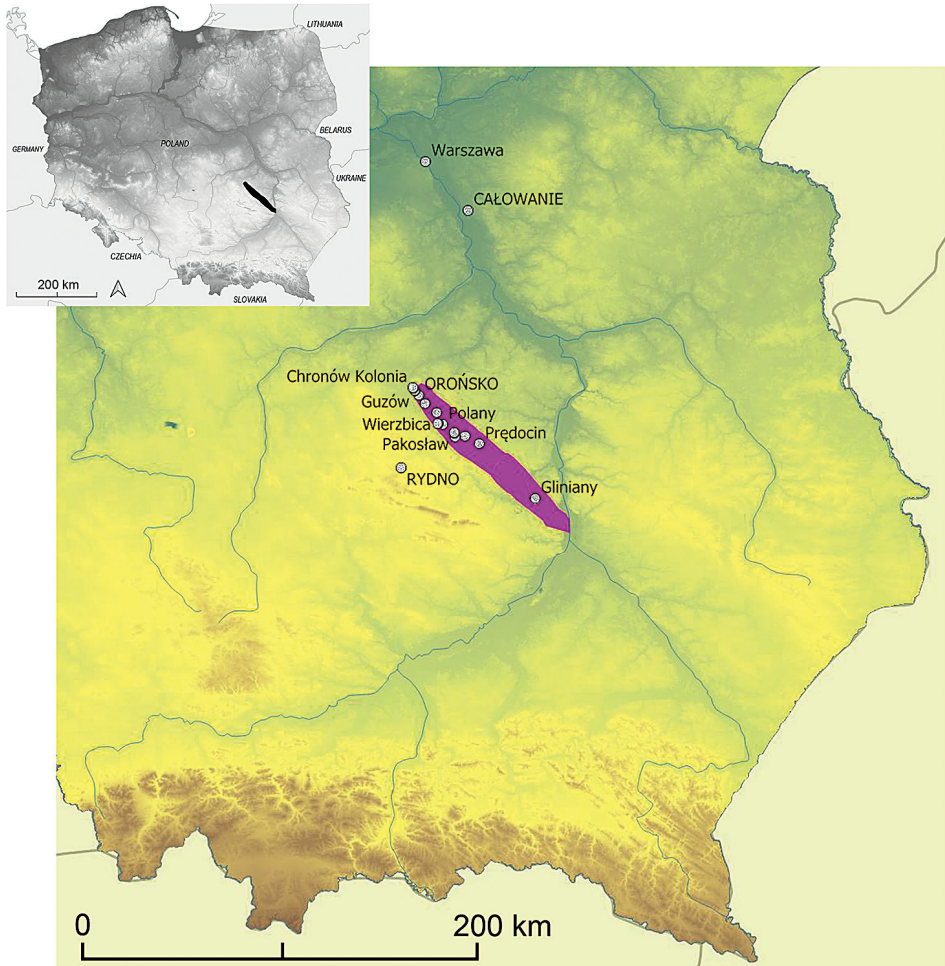 LITHUANIA
BELARUS
GERMANY
POLAND
UKRAINE
CZECHIA
200 km
SLOVAKIA
Warszawa
CAŁOWANIE
Chronów Kolonia
OROŃSKO
Guzów
Polany
Wierzbica
Prędocin
Pakosław
RYDNO
Gliniany
0
200 km